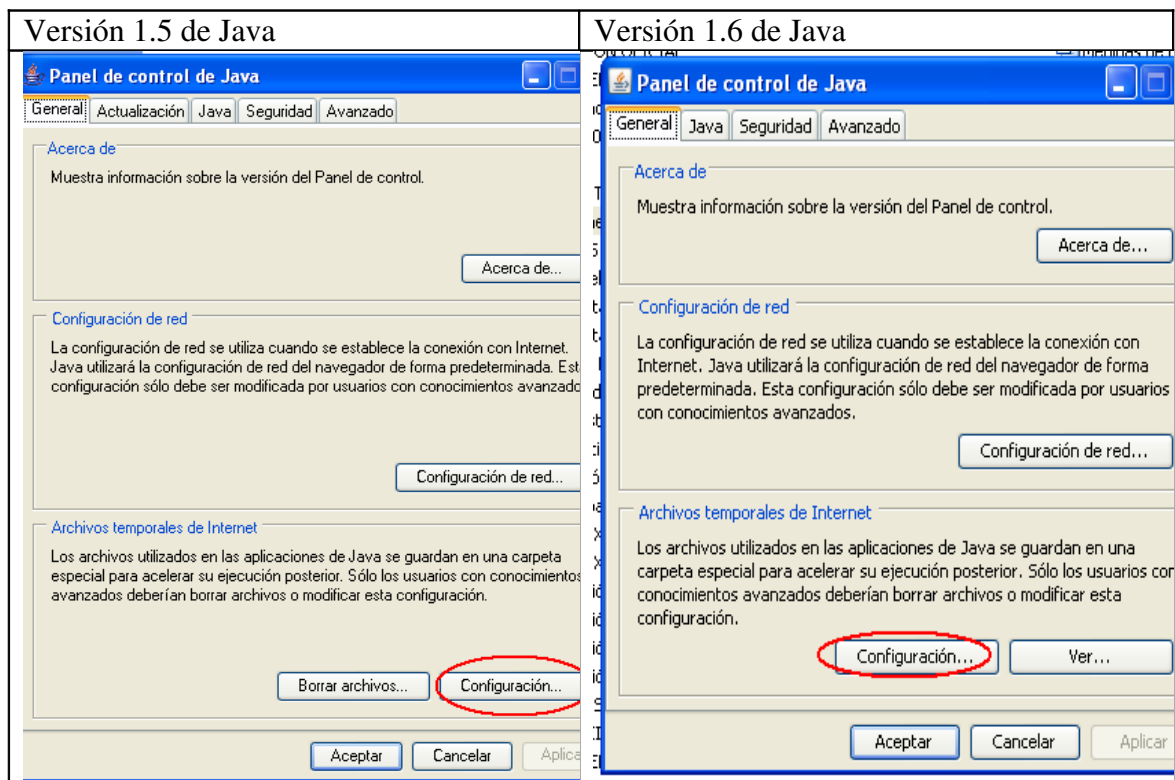 Versión 1.5 de Java
Panel de control de Java
General Actualización Java Seguridad Avanzado
Acerca de
Muestra información sobre la versión del Panel de control.
Acerca de...
Configuración de red
La configuración de red se utiliza cuando se establece la conexión con Internet.
Java utilizará la configuración de red del navegador de forma predeterminada. Est
configuración sólo debe ser modificada por usuarios con conocimientos avanzado
Configuración de red...
Archivos temporales de Internet
Los archivos utilizados en las aplicaciones de Java se guardan en una carpeta
especial para acelerar su ejecución posterior. Sólo los usuarios con conocimientos
avanzados deberían borrar archivos o modificar esta configuración.
Borrar archivos... Configuración...
Aceptar Cancelar Aplica
Versión 1.6 de Java
Panel de control de Java
General Java Seguridad Avanzado
Acerca de
Muestra información sobre la versión del Panel de control.
Acerca de...
Configuración de red
La configuración de red se utiliza cuando se establece la conexión con
Internet. Java utilizará la configuración de red del navegador de forma
predeterminada. Esta configuración sólo debe ser modificada por usuarios
con conocimientos avanzados.
Configuración de red...
Archivos temporales de Internet
Los archivos utilizados en las aplicaciones de Java se guardan en una
carpeta especial para acelerar su ejecución posterior. Sólo los usuarios con
conocimientos avanzados deberían borrar archivos o modificar esta
configuración.
Configuración... Ver...
Aceptar Cancelar Aplicar